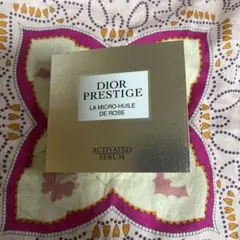 DIOR
PRESTIGE
LA MICRO-HUILE
DE ROSE
ACTIVATED
SERUM